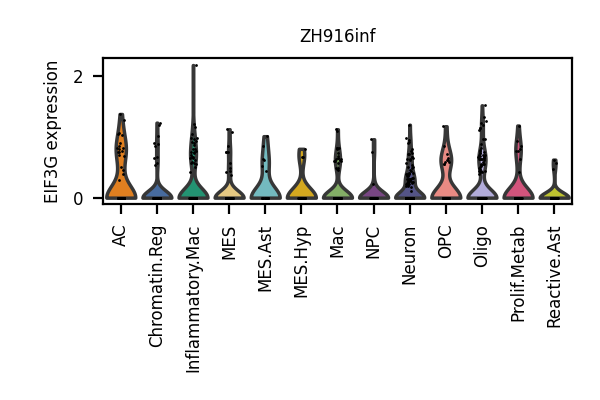 ZH916inf
EIF3G expression
2
0
AC
Chromatin.Reg
Inflammatory.Mac
MES
MES.Ast
MES.Hyp
Mac
NPC
Neuron
OPC
Oligo
Prolif.Metab
Reactive.Ast